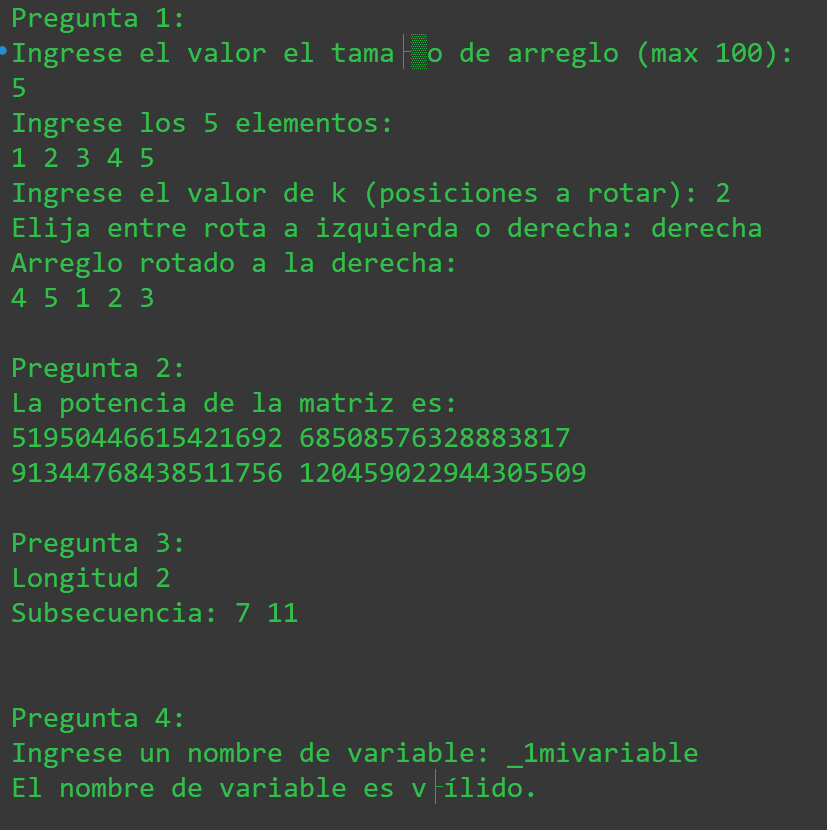 Pregunta 1:
Ingrese el valor el tama├▒o de arreglo (max 100):
5
Ingrese los 5 elementos:
1 2 3 4 5
Ingrese el valor de k (posiciones a rotar): 2
Elija entre rota a izquierda o derecha: derecha
Arreglo rotado a la derecha:
4 5 1 2 3
Pregunta 2:
La potencia de la matriz es:
51950446615421692 68508576328883817
91344768438511756 120459022944305509
Pregunta 3:
Longitud 2
Subsecuencia: 7 11
Pregunta 4:
Ingrese un nombre de variable: _1mivariable
El nombre de variable es v├ílido.